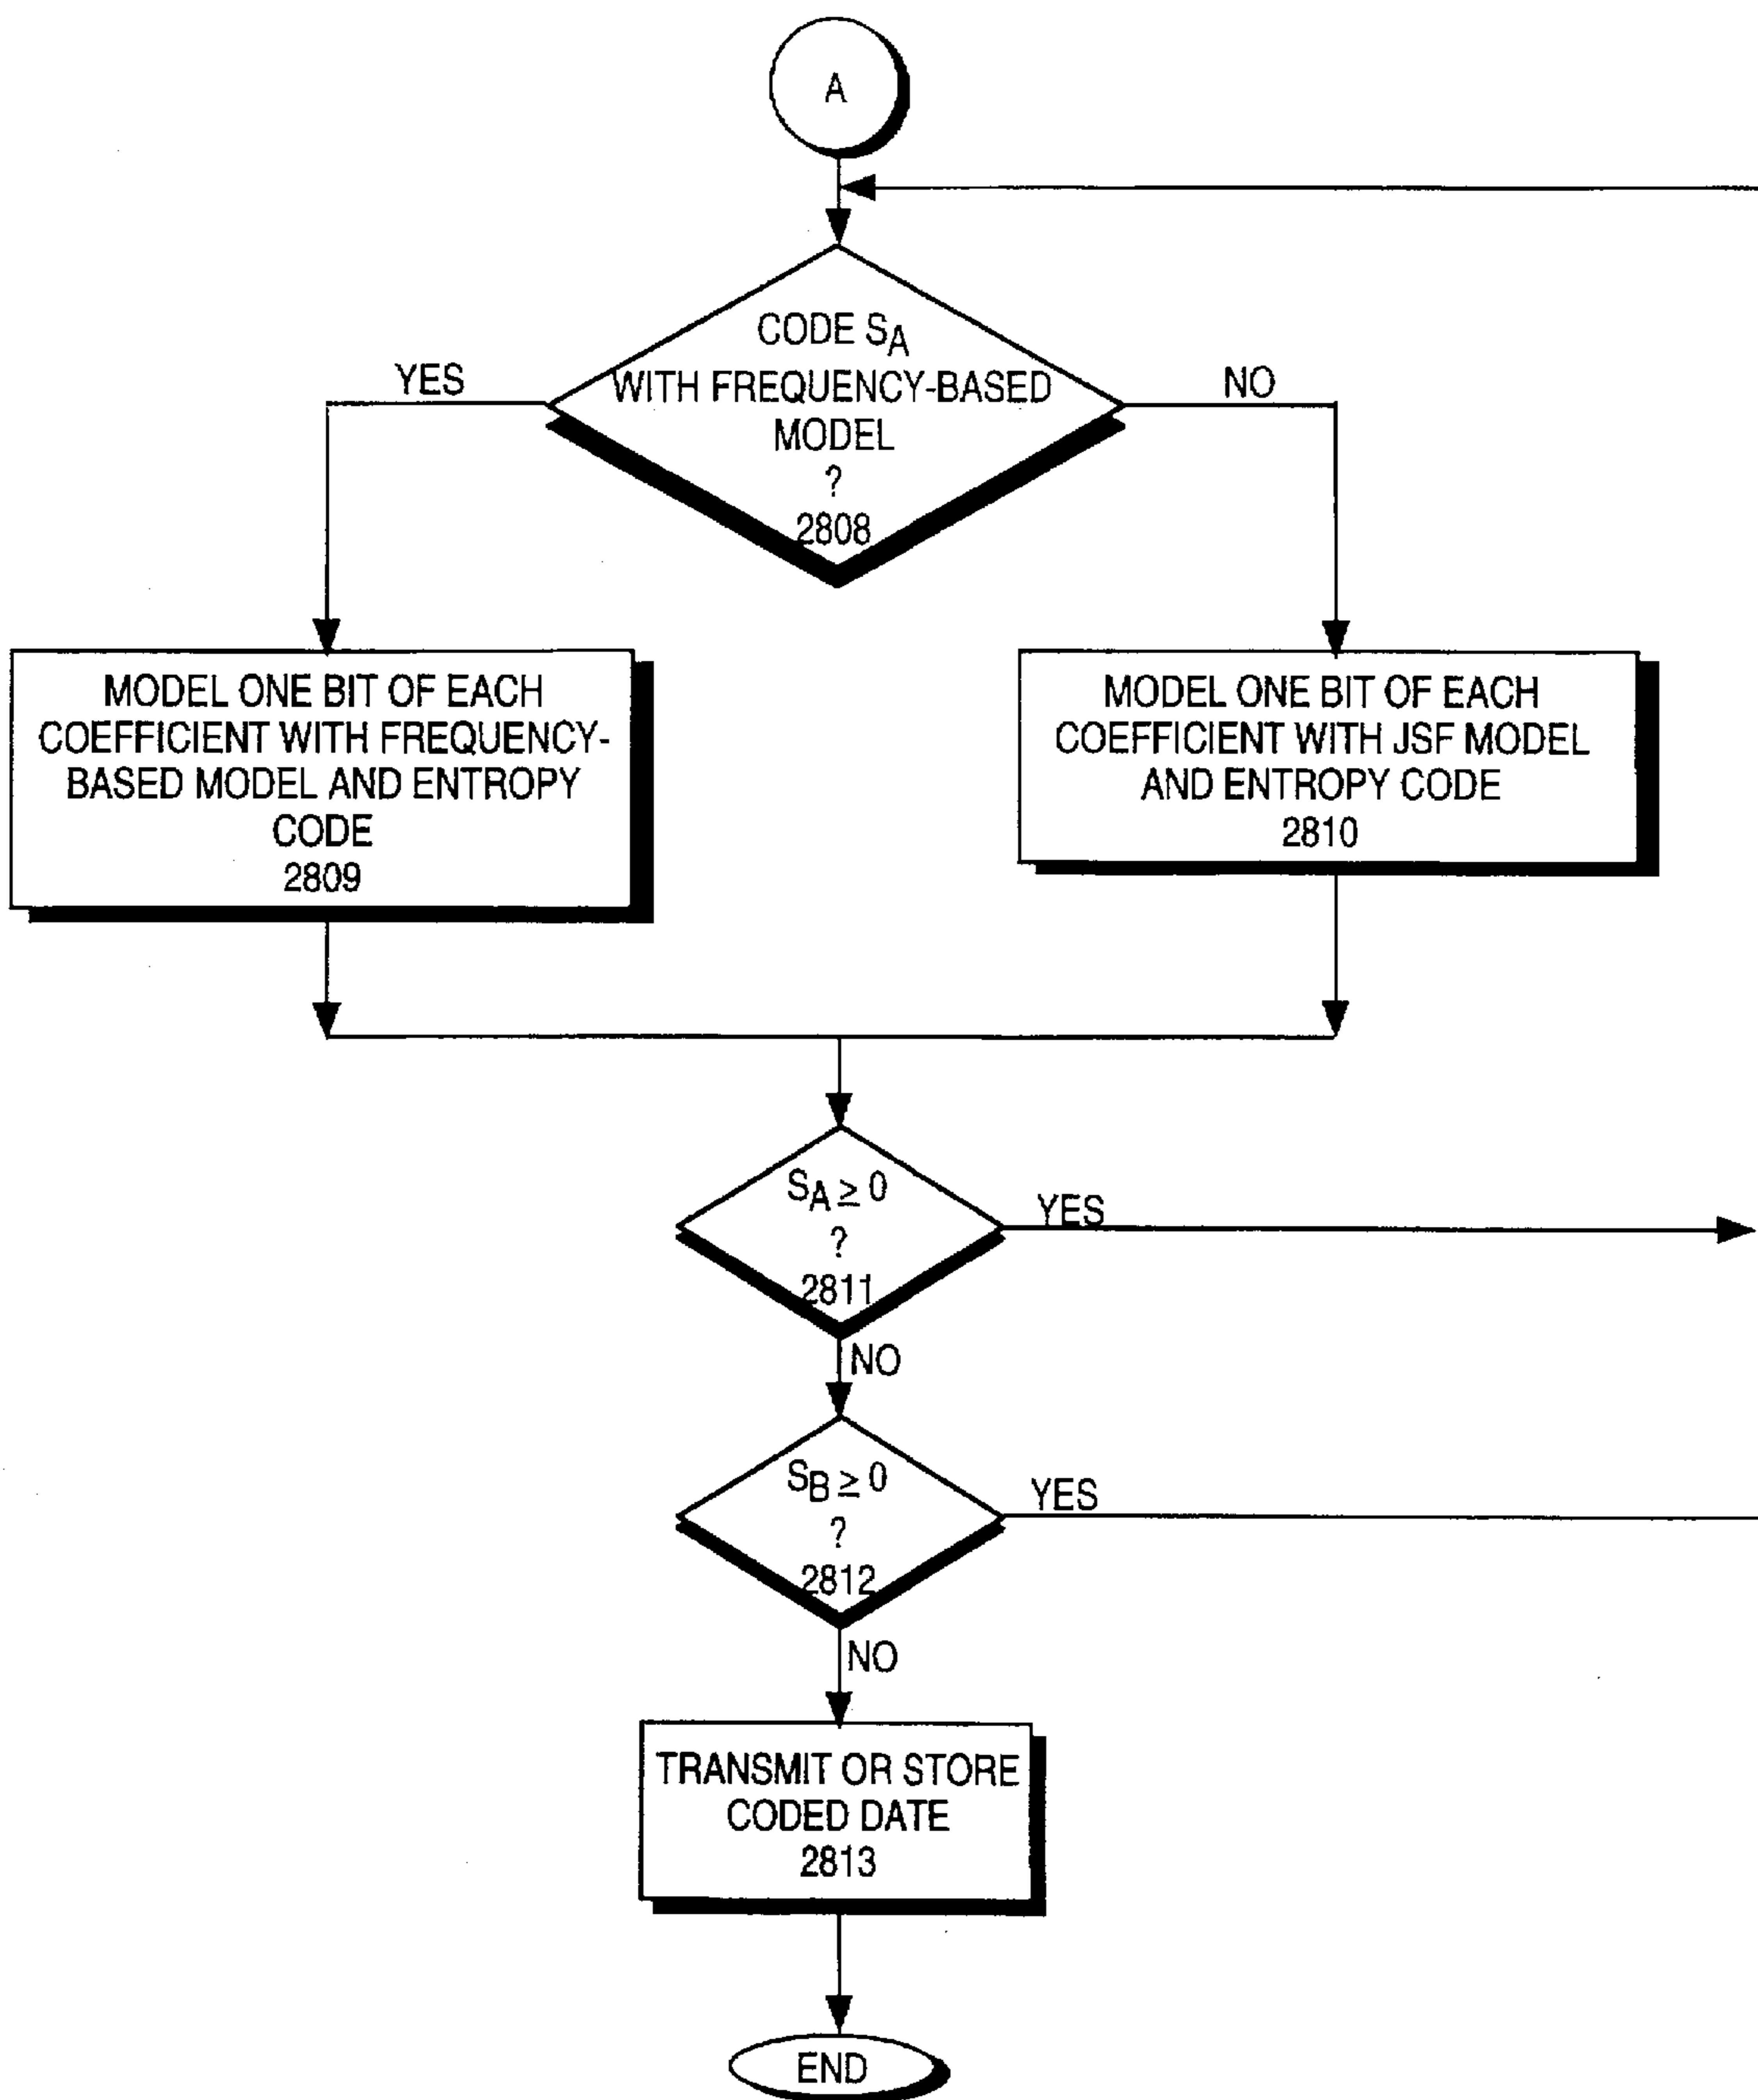 A
CODE SA
WITH FREQUENCY-BASED
MODEL
?
2808
YES
NO
MODEL ONE BIT OF EACH
COEFFICIENT WITH FREQUENCY-
BASED MODEL AND ENTROPY
CODE
2809
MODEL ONE BIT OF EACH
COEFFICIENT WITH JSF MODEL
AND ENTROPY CODE
2810
SA ≥ 0
?
2811
YES
NO
SB ≥ 0
?
2812
YES
NO
TRANSMIT OR STORE
CODED DATE
2813
END